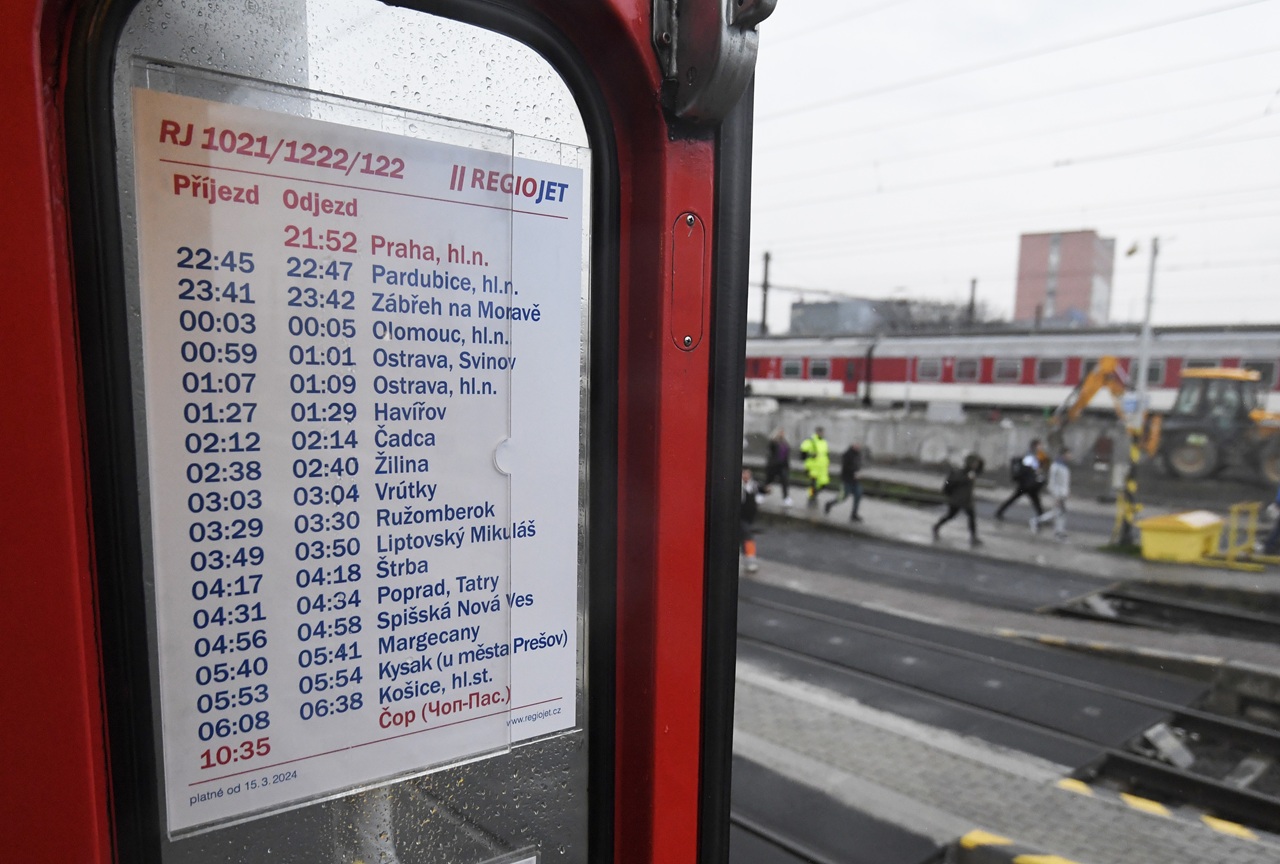 RJ 1021/1222/122
REGIOJET
Příjezd Odjezd
21:52 Praha, hl.n.
22:45 22:47 Pardubice, hl.n.
23:41 23:42 Zábřeh na Moravě
00:03 00:05 Olomouc, hl.n.
00:59 01:01 Ostrava, Svinov
01:07 01:09 Ostrava, hl.n.
01:27 01:29 Havířov
02:12 02:14 Čadca
02:38 02:40 Žilina
03:03 03:04 Vrútky
03:29 03:30 Ružomberok
03:49 03:50 Liptovský Mikuláš
04:17 04:18 Štrba
04:31 04:34 Poprad, Tatry
04:56 04:58 Spišská Nová Ves
05:40 05:41 Margecany
05:53 05:54 Kysak (u města Prešov)
06:08 06:38 Košice, hl.st.
10:35 Čop (Чоп-Пас.)
www.regiojet.cz
platné od 15.3.2024